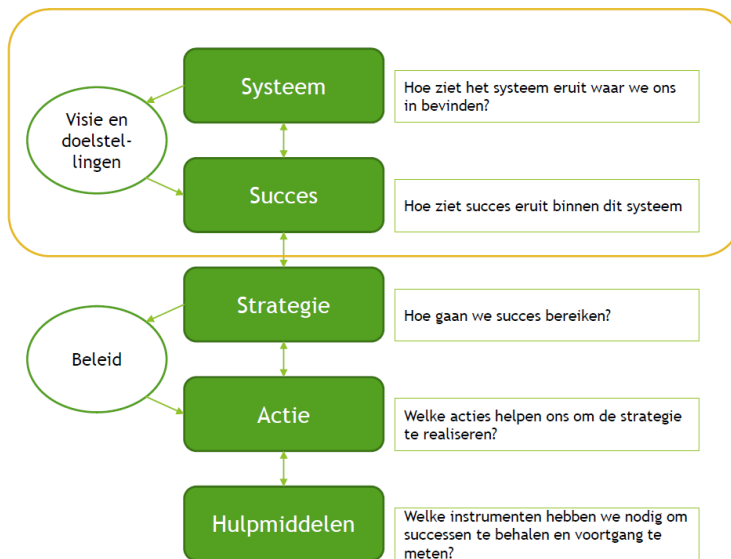 Systeem
Hoe ziet het systeem eruit waar we ons
in bevinden?
Visie en
doelstel-
lingen
Succes
Hoe ziet succes eruit binnen dit systeem
Strategie
Hoe gaan we succes bereiken?
Beleid
Actie
Welke acties helpen ons om de strategie
te realiseren?
Hulpmiddelen
Welke instrumenten hebben we nodig om
successen te behalen en voortgang te
meten?